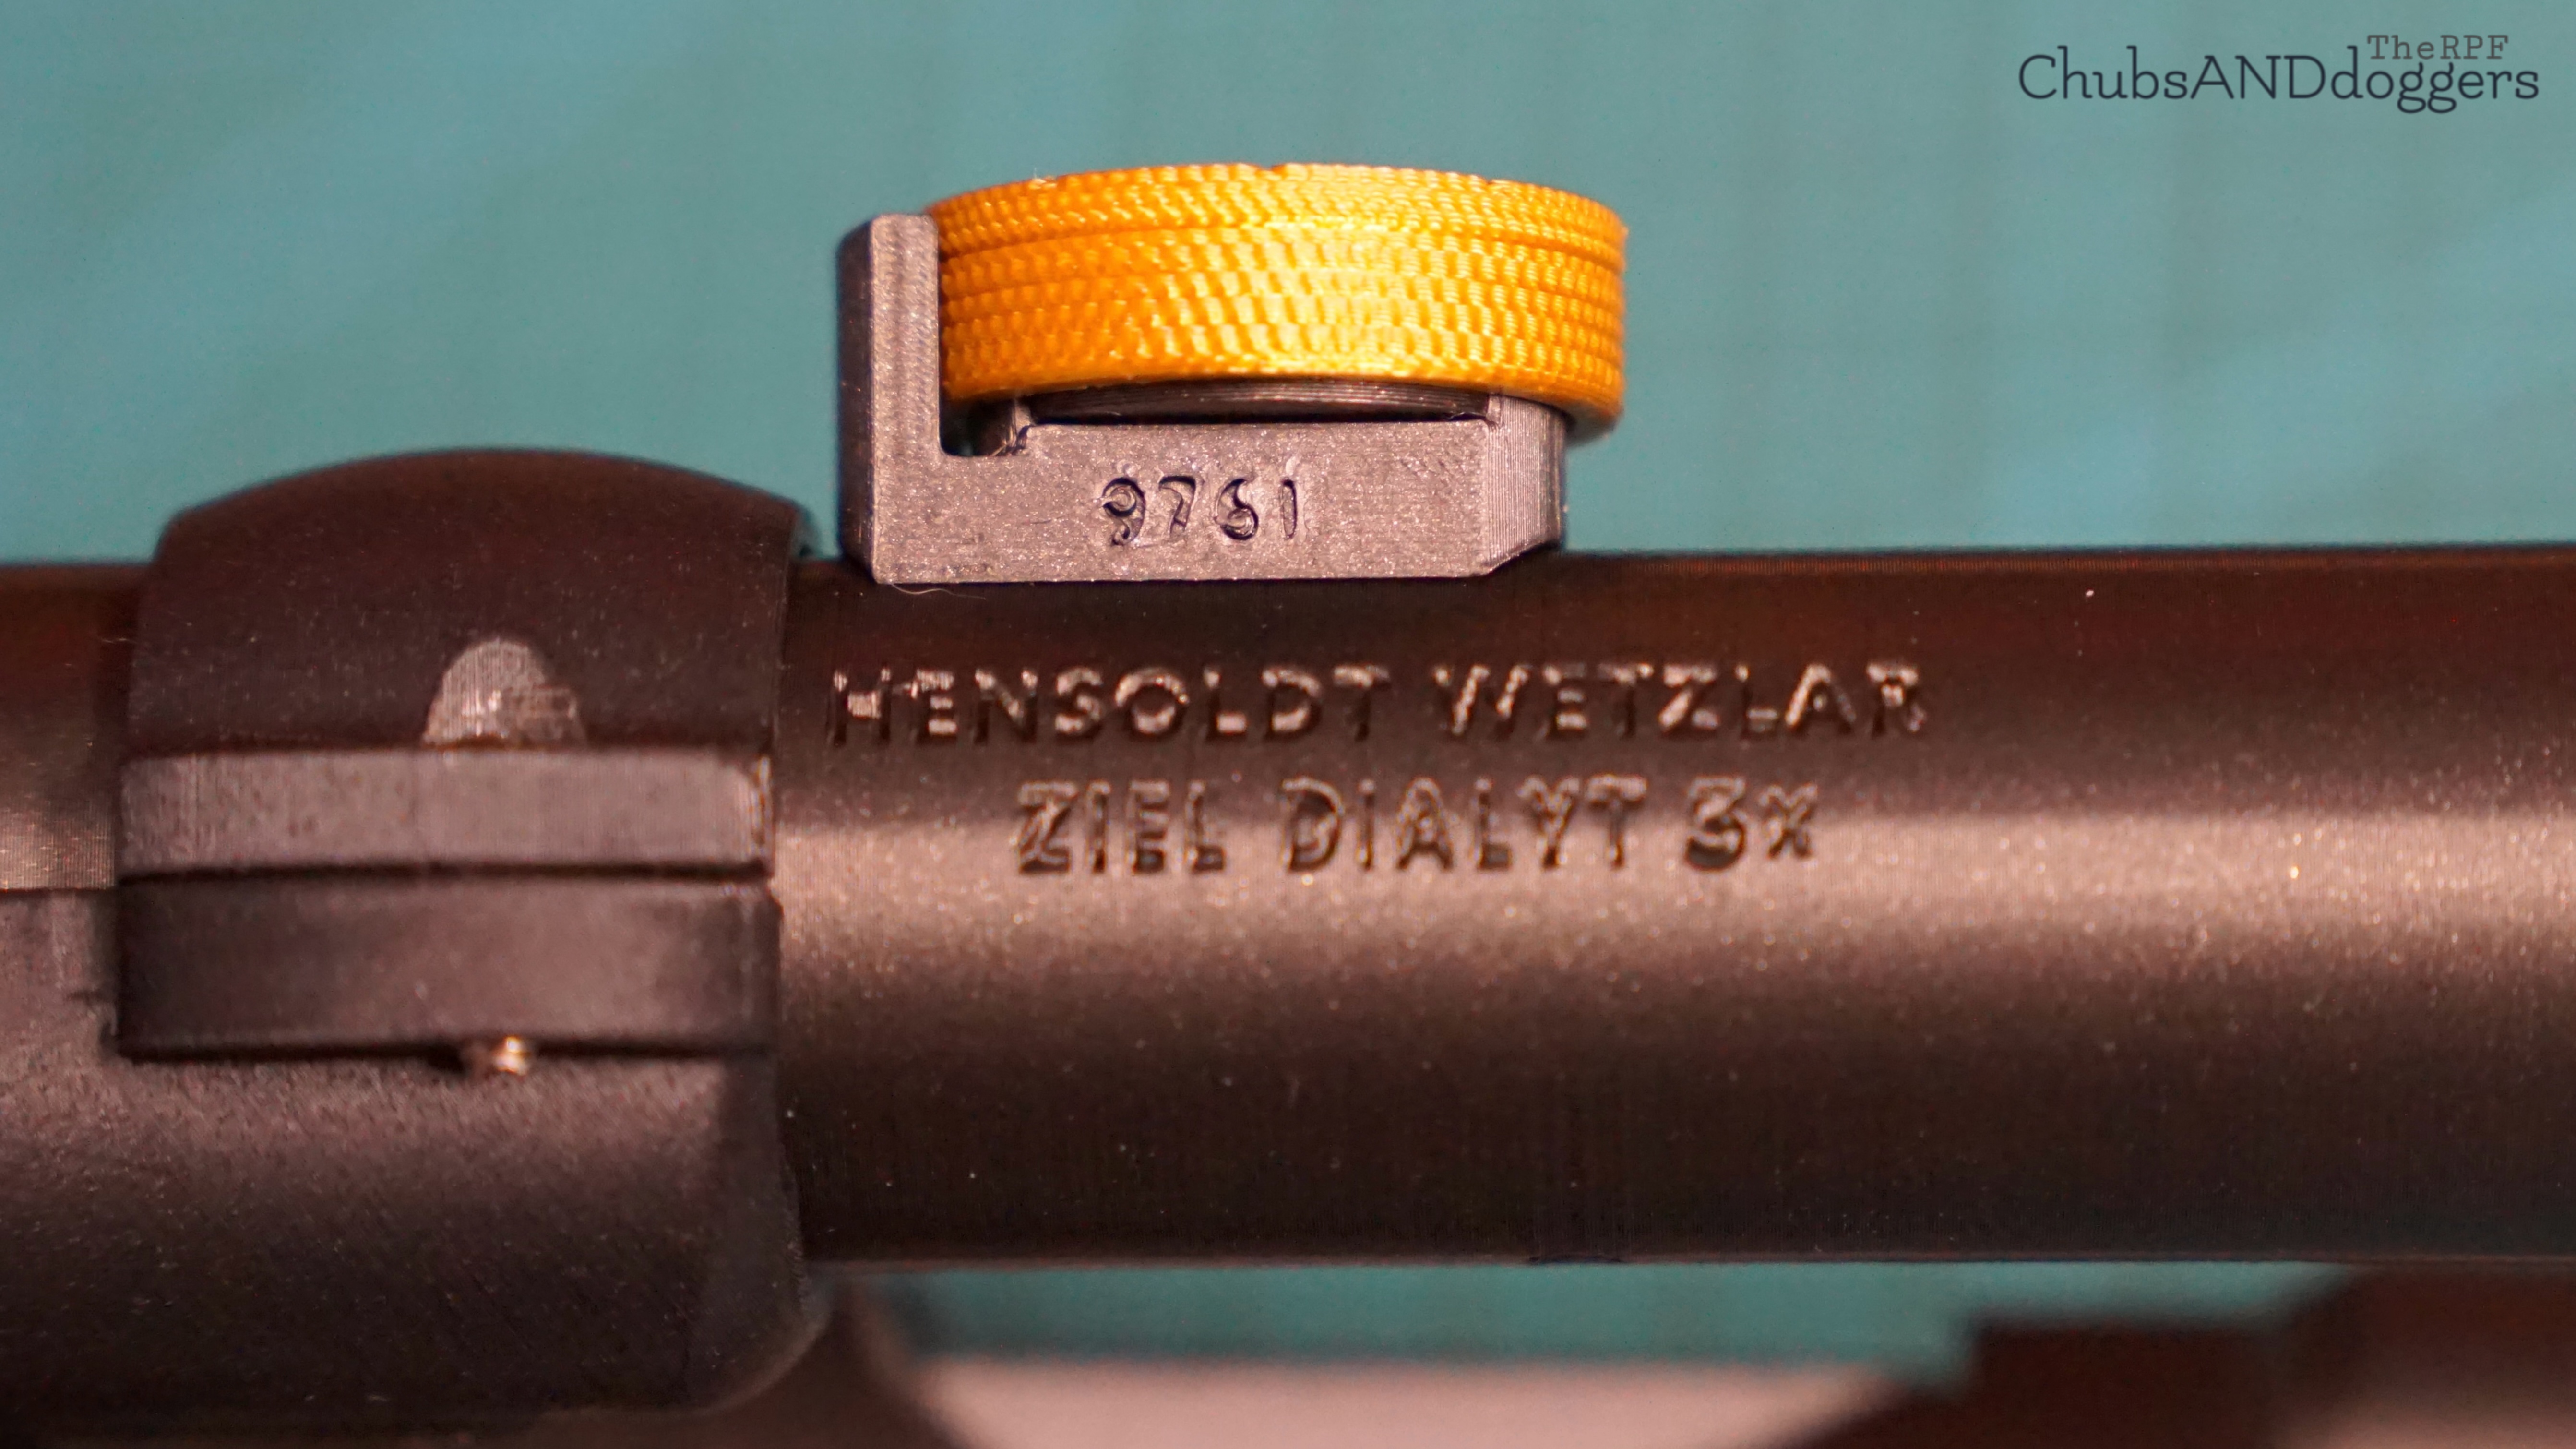 TheRPF
ChubsANDdoggers
9761
HENSOLDT WETZLAR
ZIEL DIALYT 3x